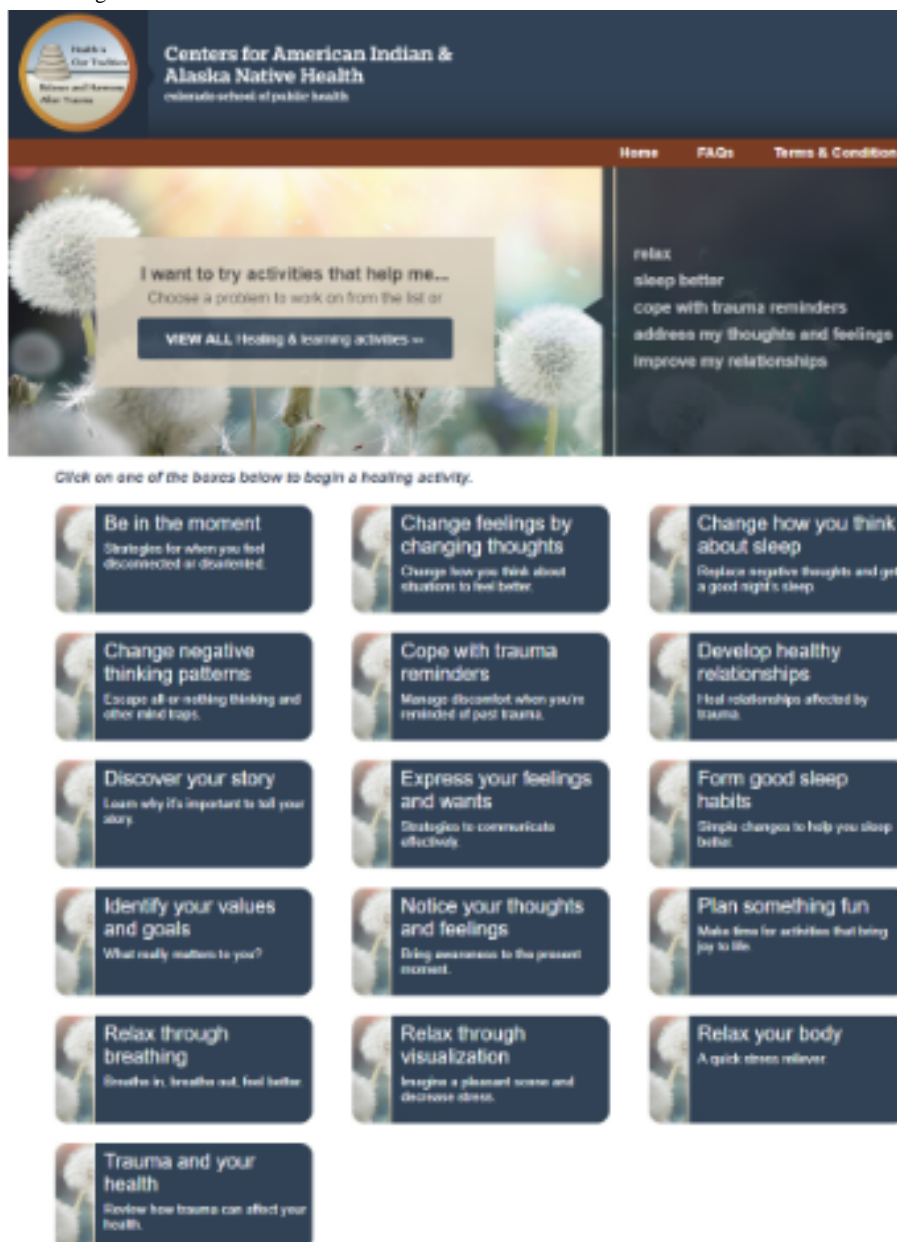 Health is
Our Tradition
Balance and Harmony
After Trauma
Centers for American Indian &
Alaska Native Health
colorado school of public health
Home FAQs Terms & Condition
I want to try activities that help me...
Choose a problem to work on from the list or
VIEW ALL Healing & learning activities
relax
sleep better
cope with trauma reminders
address my thoughts and feelings
improve my relationships
Click on one of the boxes below to begin a healing activity.
Be in the moment
Strategies for when you feel
disconnected or disoriented.
Change feelings by
changing thoughts
Change how you think about
situations to feel better.
Change how you think
about sleep
Replace negative thoughts and get
a good night's sleep.
Change negative
thinking patterns
Escape all-or-nothing thinking and
other mind traps.
Cope with trauma
reminders
Manage discomfort when you're
reminded of past trauma.
Develop healthy
relationships
Heal relationships affected by
trauma.
Discover your story
Learn why it's important to tell your
story.
Express your feelings
and wants
Strategies to communicate
effectively.
Form good sleep
habits
Simple changes to help you sleep
better.
Identify your values
and goals
What really matters to you?
Notice your thoughts
and feelings
Bring awareness to the present
moment.
Plan something fun
Make time for activities that bring
joy to life.
Relax through
breathing
Breathe in, breathe out, feel better.
Relax through
visualization
Imagine a pleasant scene and
decrease stress.
Relax your body
A quick stress reliever.
Trauma and your
health
Review how trauma can affect your
health.